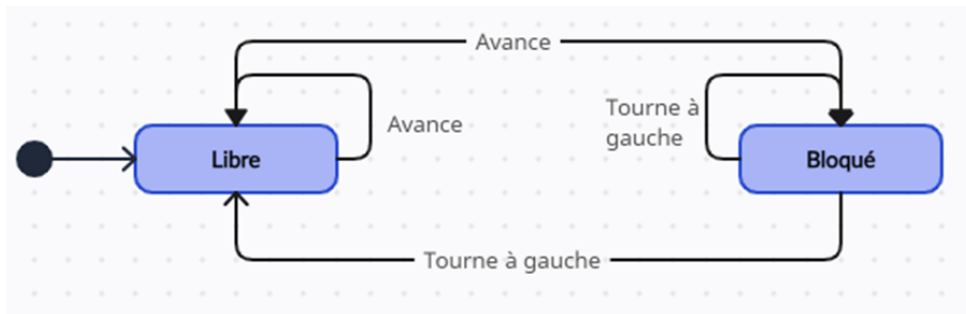 Avance
Avance
Tourne à
gauche
Libre
Bloqué
Tourne à gauche